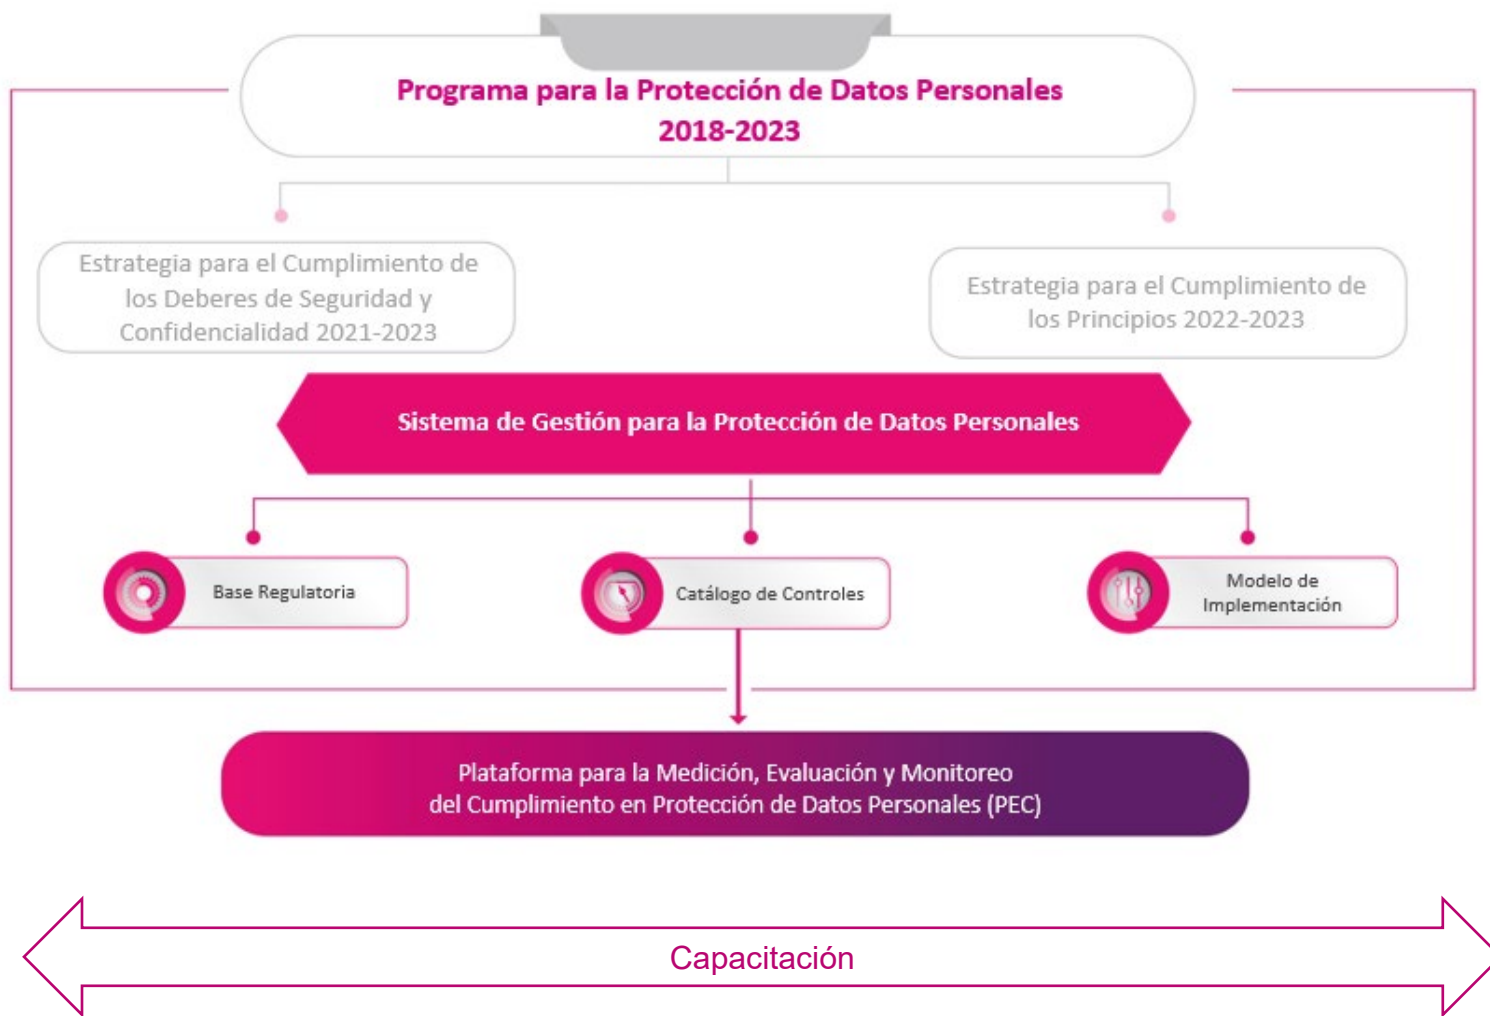 Programa para la Protección de Datos Personales
2018-2023
Estrategia para el Cumplimiento de
los Deberes de Seguridad y
Confidencialidad 2021-2023
Estrategia para el Cumplimiento de
los Principios 2022-2023
Sistema de Gestión para la Protección de Datos Personales
Base Regulatoria
Catálogo de Controles
Modelo de
Implementación
Plataforma para la Medición, Evaluación y Monitoreo
del Cumplimiento en Protección de Datos Personales (PEC)
Capacitación